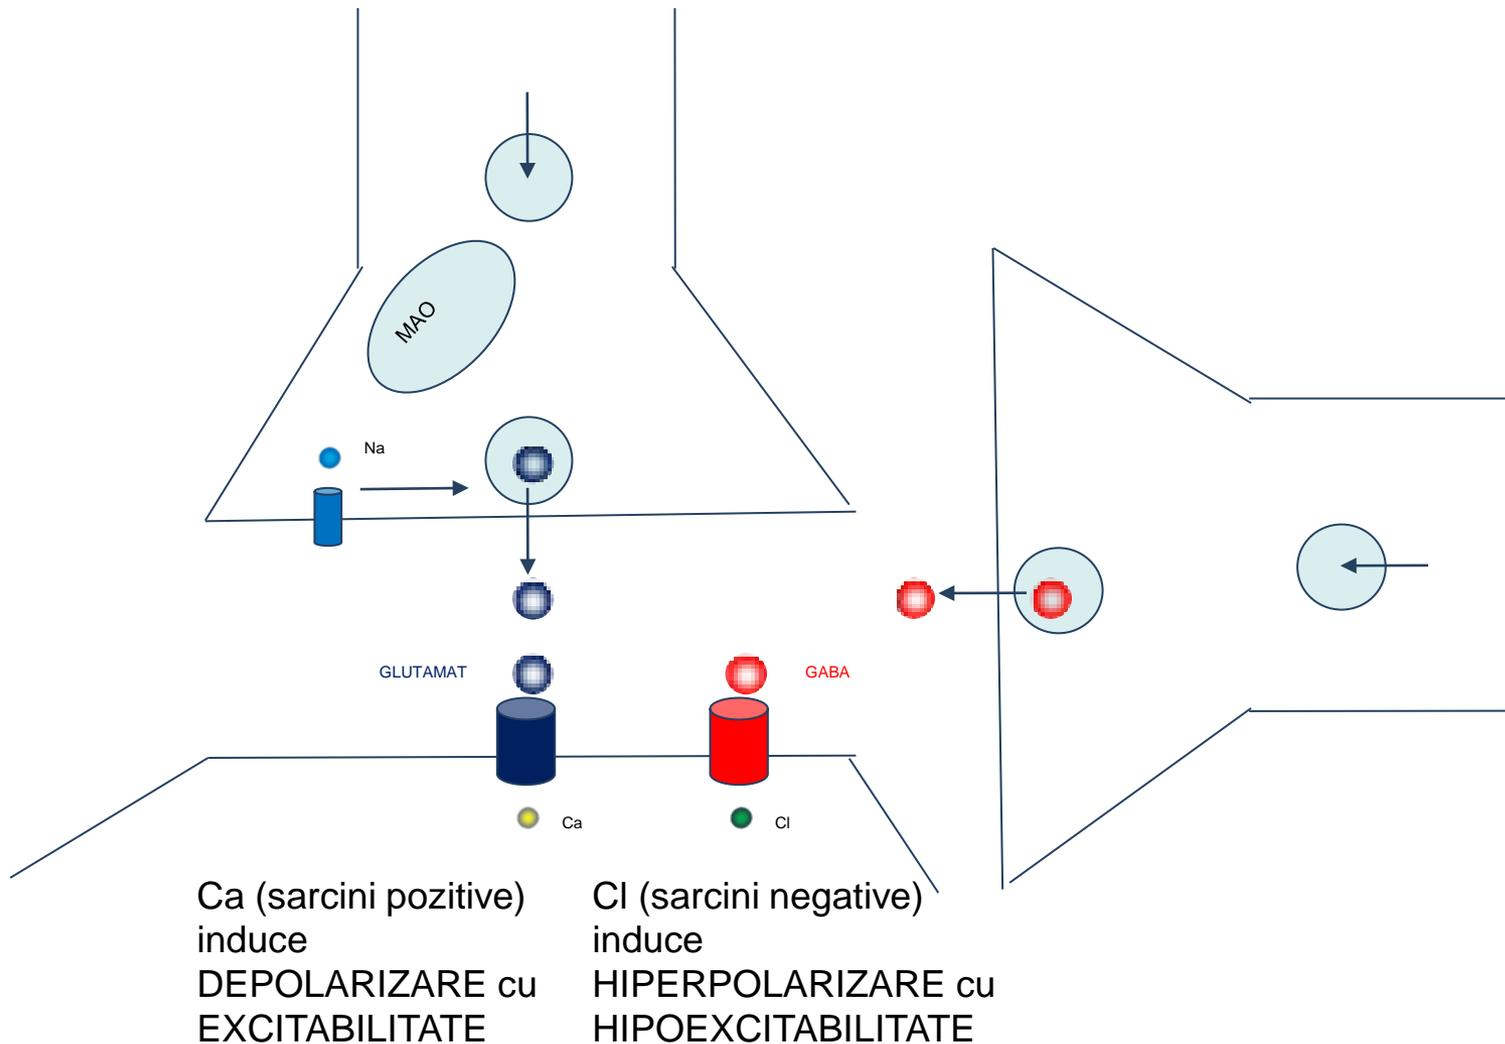 MAO
Na
GLUTAMAT
GABA
Ca
Cl
Ca (sarcini pozitive)
induce
DEPOLARIZARE cu
EXCITABILITATE
Cl (sarcini negative)
induce
HIPERPOLARIZARE cu
HIPOEXCITABILITATE